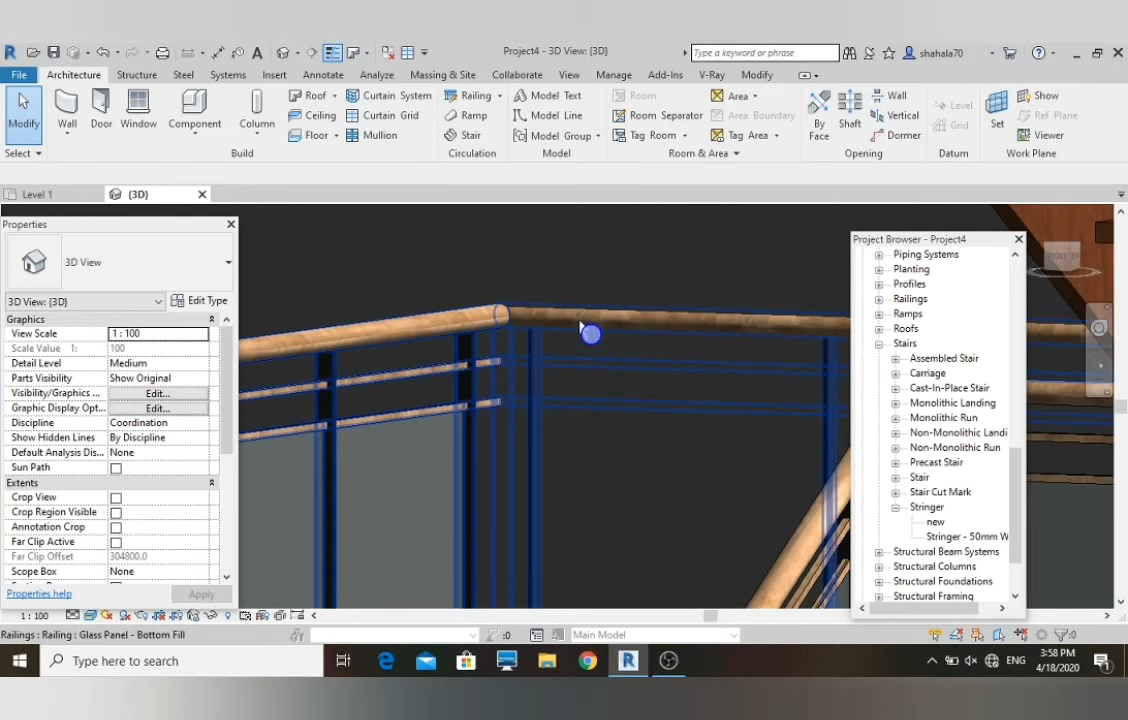 Project4 - 3D View: {3D}
Type a keyword or phrase
shahala70
File Architecture Structure Steel Systems Insert Annotate Analyze Massing & Site Collaborate View Manage Add-Ins V-Ray Modify
Modify Wall Door Window Component Column
Roof Curtain System
Ceiling Curtain Grid
Floor Mullion
Railing
Ramp
Stair
Model Text
Model Line
Model Group
Room
Room Separator
Tag Room
Area
Area Boundary
Tag Area
By Face
Shaft
Wall
Vertical
Dormer
Level
Grid
Set
Show
Ref Plane
Viewer
Select Build Circulation Model Room & Area Opening Datum Work Plane
Level 1 {3D}
Properties
3D View
3D View: {3D} Edit Type
Graphics
View Scale 1 : 100
Scale Value 1: 100
Detail Level Medium
Parts Visibility Show Original
Visibility/Graphics ... Edit...
Graphic Display Opt... Edit...
Discipline Coordination
Show Hidden Lines By Discipline
Default Analysis Dis... None
Sun Path
Extents
Crop View
Crop Region Visible
Annotation Crop
Far Clip Active
Far Clip Offset 304800.0
Scope Box None
Properties help Apply
Project Browser - Project4
Piping Systems
Planting
Profiles
Railings
Ramps
Roofs
Stairs
Assembled Stair
Carriage
Cast-In-Place Stair
Monolithic Landing
Monolithic Run
Non-Monolithic Landi
Non-Monolithic Run
Precast Stair
Stair
Stair Cut Mark
Stringer
new
Stringer - 50mm W
Structural Beam Systems
Structural Columns
Structural Foundations
Structural Framing
1 : 100
Railings : Railing : Glass Panel - Bottom Fill
:0 Main Model :0
Type here to search
ENG
3:58 PM
4/18/2020